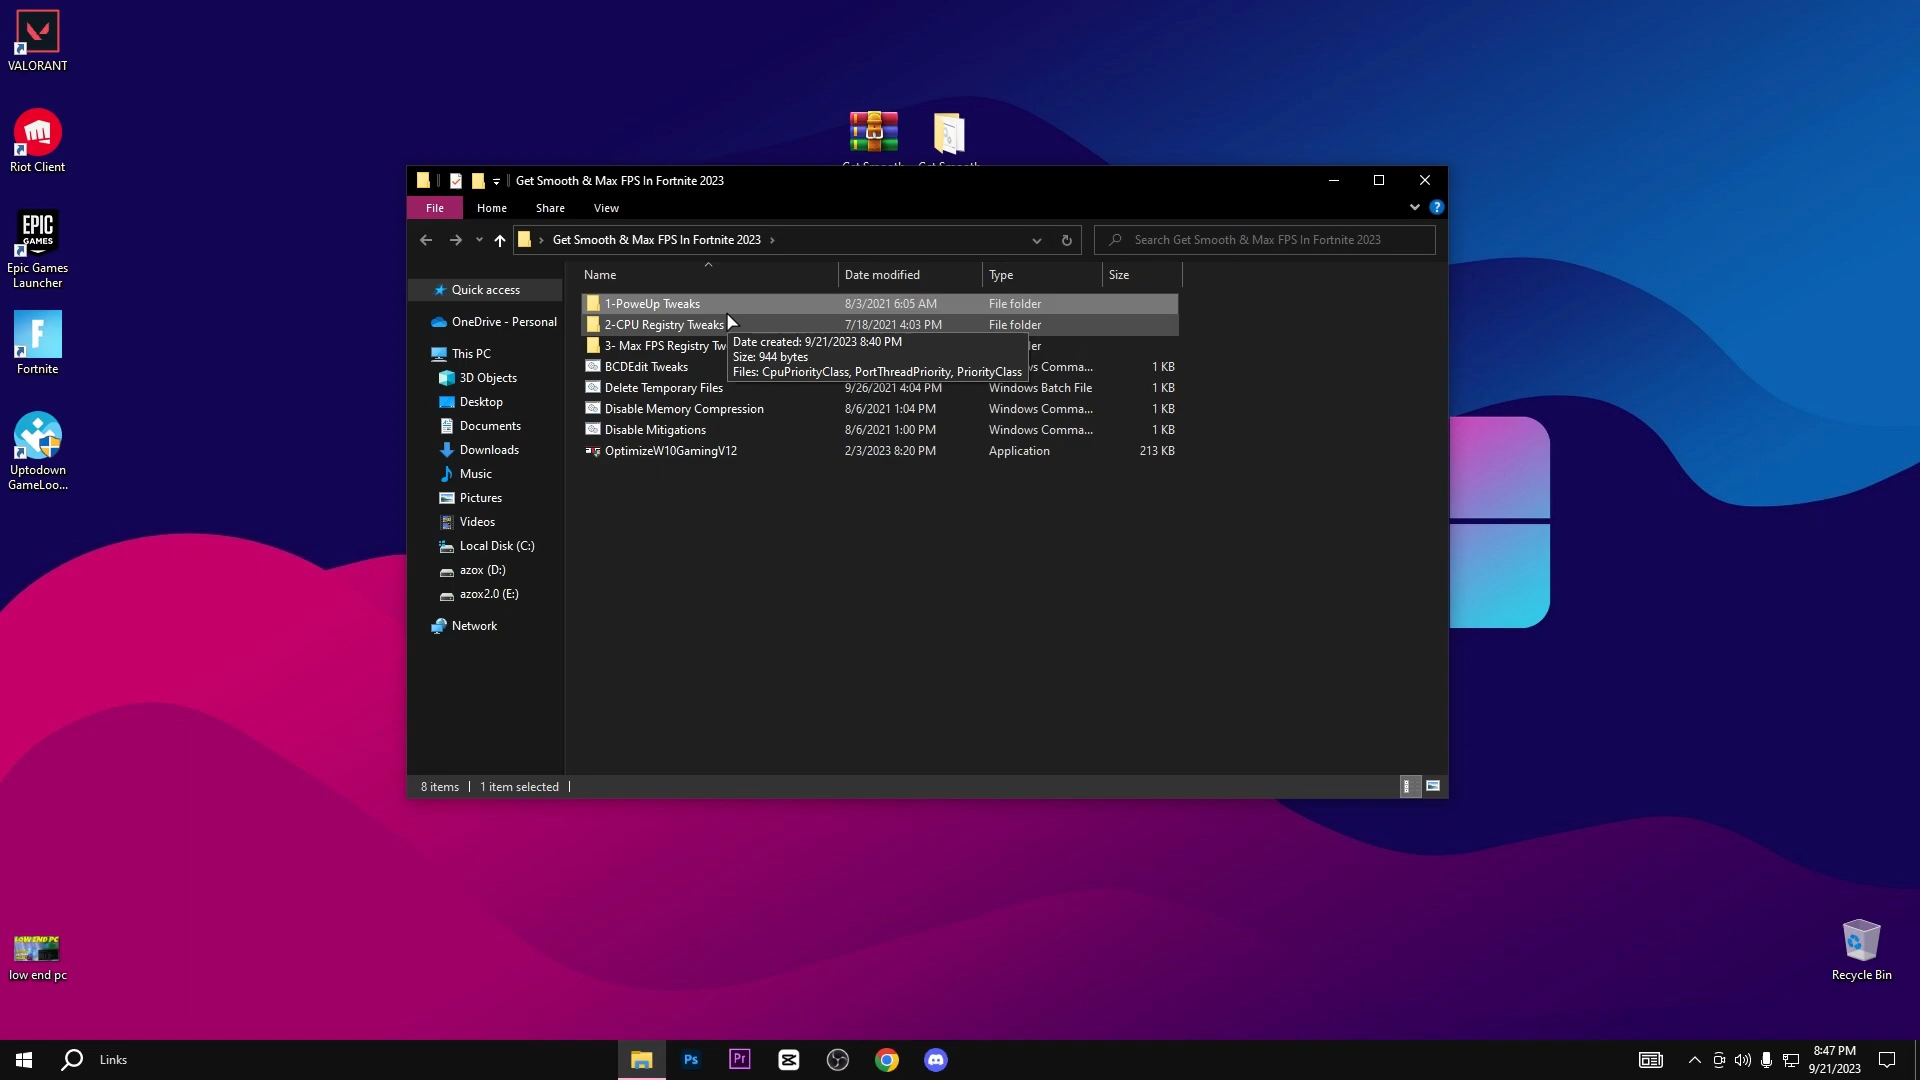 VALORANT
Riot Client
EPIC
GAMES
Epic Games
Launcher
Fortnite
Uptodown
GameLoo...
LOW END PC
low end pc
Get Smooth & Max FPS In Fortnite 2023
File Home Share View
Get Smooth & Max FPS In Fortnite 2023
Search Get Smooth & Max FPS In Fortnite 2023
Quick access
OneDrive - Personal
This PC
3D Objects
Desktop
Documents
Downloads
Music
Pictures
Videos
Local Disk (C:)
azox (D:)
azox2.0 (E:)
Network
Name Date modified Type Size
1-PoweUp Tweaks 8/3/2021 6:05 AM File folder
2-CPU Registry Tweaks 7/18/2021 4:03 PM File folder
3- Max FPS Registry Tw
Date created: 9/21/2023 8:40 PM
Size: 944 bytes
Files: CpuPriorityClass, PortThreadPriority, PriorityClass
BCDEdit Tweaks 1 KB
Delete Temporary Files 9/26/2021 4:04 PM Windows Batch File 1 KB
Disable Memory Compression 8/6/2021 1:04 PM Windows Comma... 1 KB
Disable Mitigations 8/6/2021 1:00 PM Windows Comma... 1 KB
OptimizeW10GamingV12 2/3/2023 8:20 PM Application 213 KB
8 items 1 item selected
Recycle Bin
Links
Ps
Pr
8:47 PM
9/21/2023